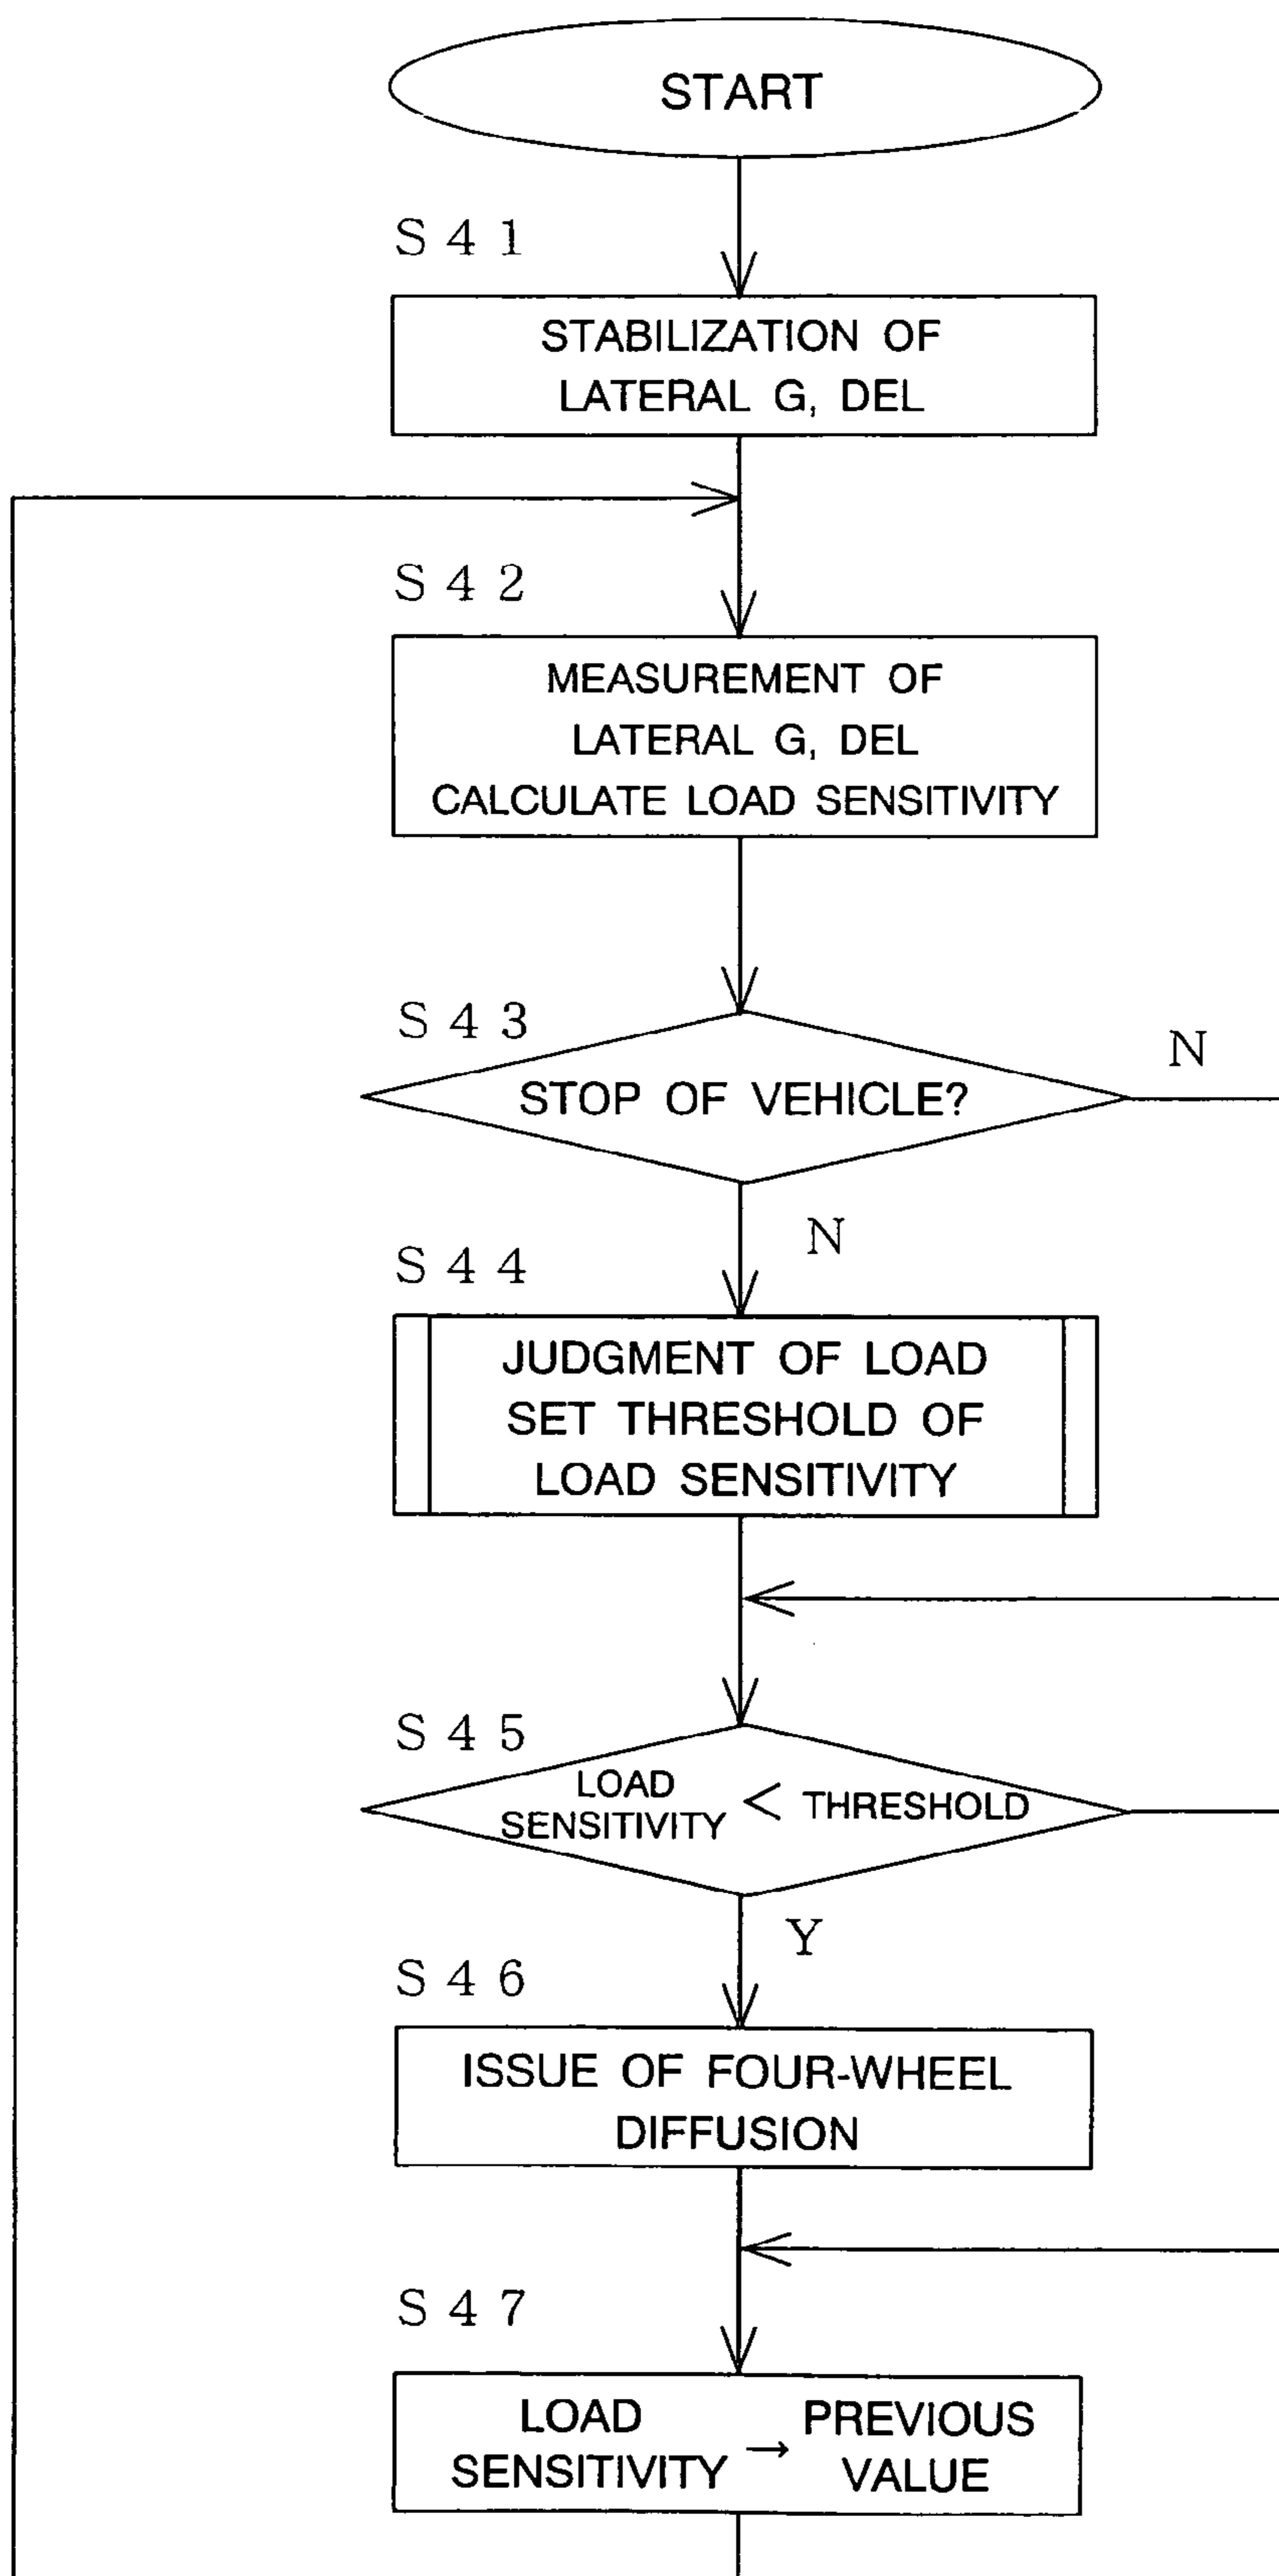 START
S41
STABILIZATION OF
LATERAL G, DEL
S42
MEASUREMENT OF
LATERAL G, DEL
CALCULATE LOAD SENSITIVITY
S43
N
STOP OF VEHICLE?
N
S44
JUDGMENT OF LOAD
SET THRESHOLD OF
LOAD SENSITIVITY
S45
LOAD
SENSITIVITY < THRESHOLD
Y
S46
ISSUE OF FOUR-WHEEL
DIFFUSION
S47
LOAD PREVIOUS
SENSITIVITY → VALUE